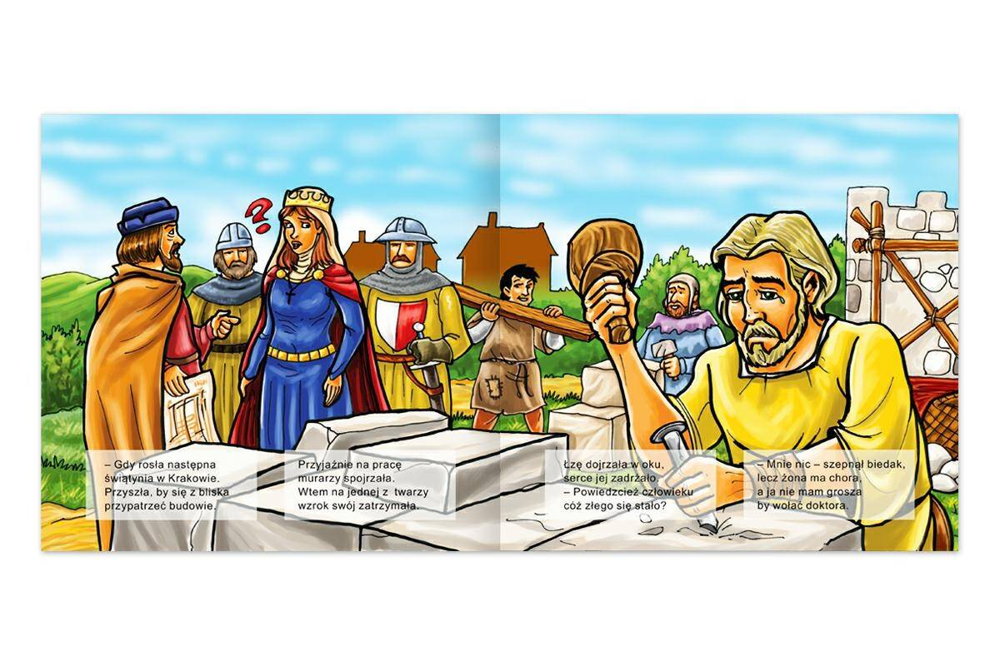 – Gdy rosła następna
świątynia w Krakowie.
Przyszła, by się z bliska
przypatrzeć budowie.
Przyjaźnie na pracę
murarzy spojrzała.
Wtem na jednej z twarzy
wzrok swój zatrzymała.
Łzę dojrzała w oku,
serce jej zadrżało.
– Powiedzcież człowieku
cóż złego się stało?
– Mnie nic – szepnął biedak,
lecz żona ma chora,
a ja nie mam grosza
by wołać doktora.
?